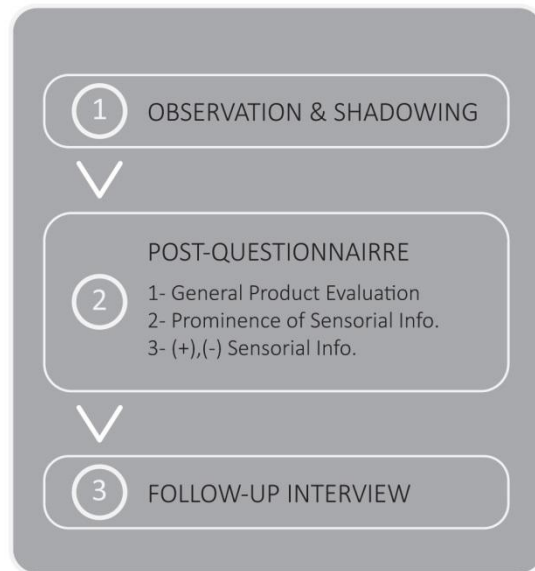 1 OBSERVATION & SHADOWING
POST-QUESTIONNAIRRE
2
1- General Product Evaluation
2- Prominence of Sensorial Info.
3- (+),(-) Sensorial Info.
3 FOLLOW-UP INTERVIEW